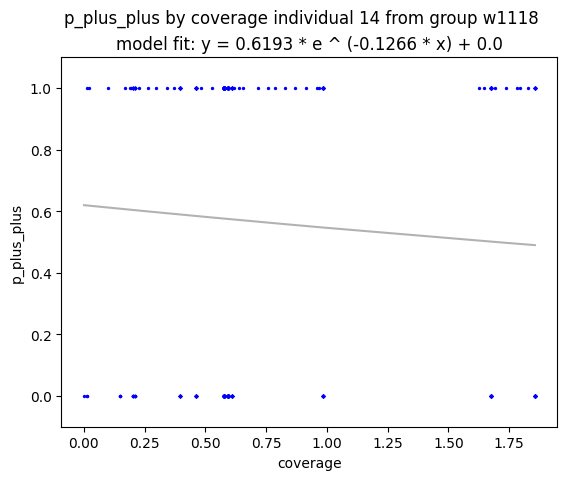 p_plus_plus by coverage individual 14 from group w1118
model fit: y = 0.6193 * e ^ (-0.1266 * x) + 0.0
1.0
0.8
0.6
0.4
0.2
0.0
p_plus_plus
0.00 0.25 0.50 0.75 1.00 1.25 1.50 1.75
coverage